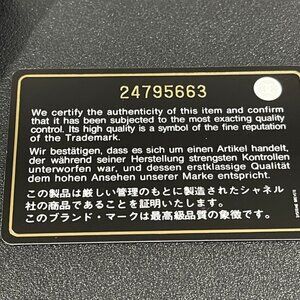 24795663
We certify the authenticity of this item and confirm
that it has been subjected to the most exacting quality
control. Its high quality is a symbol of the fine reputation
of the Trademark.
Wir bestätigen, dass es sich um einen Artikel handelt,
der während seiner Herstellung strengsten Kontrollen
unterworfen war, und dessen erstklassige Qualität
dem hohen Ansehen unserer Marke entspricht.
この製品は厳しい管理のもとに製造されたシャネル
社の商品であることを証明いたします。
このブランド・マークは最高級品質の象徴です。